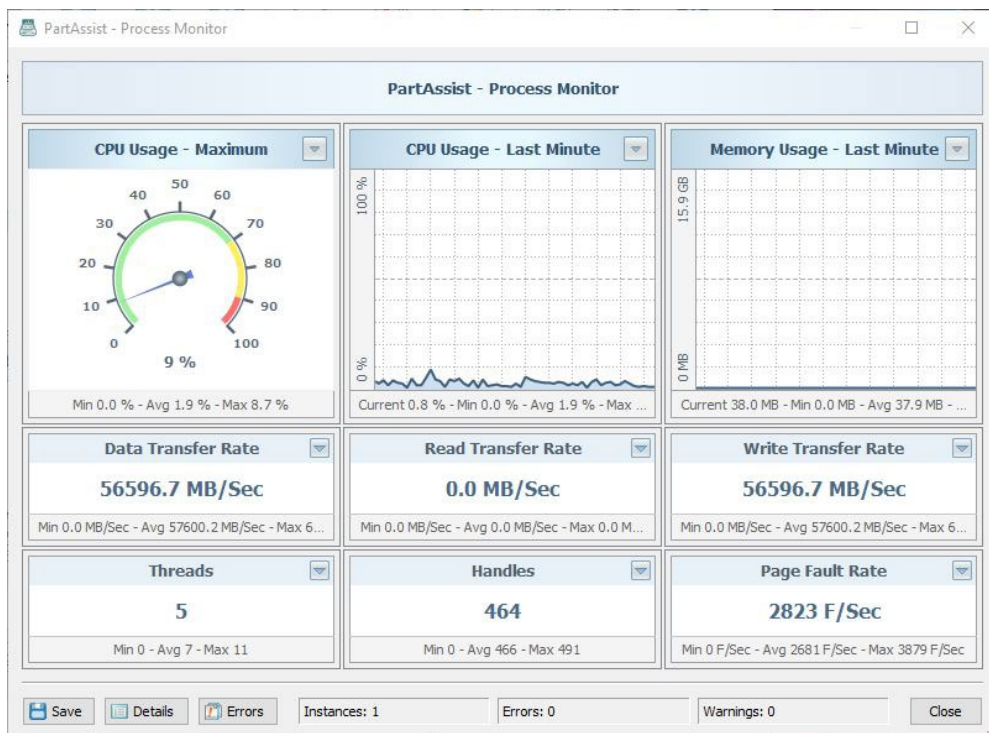 PartAssist - Process Monitor
PartAssist - Process Monitor
CPU Usage - Maximum
0
10
20
30
40
50
60
70
80
90
100
9 %
Min 0.0 % - Avg 1.9 % - Max 8.7 %
CPU Usage - Last Minute
100 %
0 %
Current 0.8 % - Min 0.0 % - Avg 1.9 % - Max ...
Memory Usage - Last Minute
15.9 GB
0 MB
Current 38.0 MB - Min 0.0 MB - Avg 37.9 MB - ...
Data Transfer Rate
56596.7 MB/Sec
Min 0.0 MB/Sec - Avg 57600.2 MB/Sec - Max 6...
Read Transfer Rate
0.0 MB/Sec
Min 0.0 MB/Sec - Avg 0.0 MB/Sec - Max 0.0 M...
Write Transfer Rate
56596.7 MB/Sec
Min 0.0 MB/Sec - Avg 57600.2 MB/Sec - Max 6...
Threads
5
Min 0 - Avg 7 - Max 11
Handles
464
Min 0 - Avg 466 - Max 491
Page Fault Rate
2823 F/Sec
Min 0 F/Sec - Avg 2681 F/Sec - Max 3879 F/Sec
Save
Details
Errors
Instances: 1
Errors: 0
Warnings: 0
Close